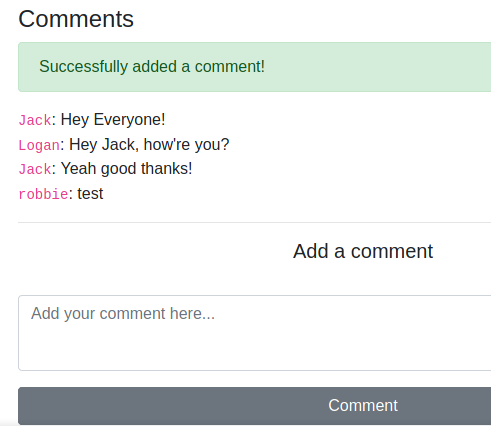 Comments
Successfully added a comment!
Jack: Hey Everyone!
Logan: Hey Jack, how're you?
Jack: Yeah good thanks!
robbie: test
Add a comment
Add your comment here...
Comment